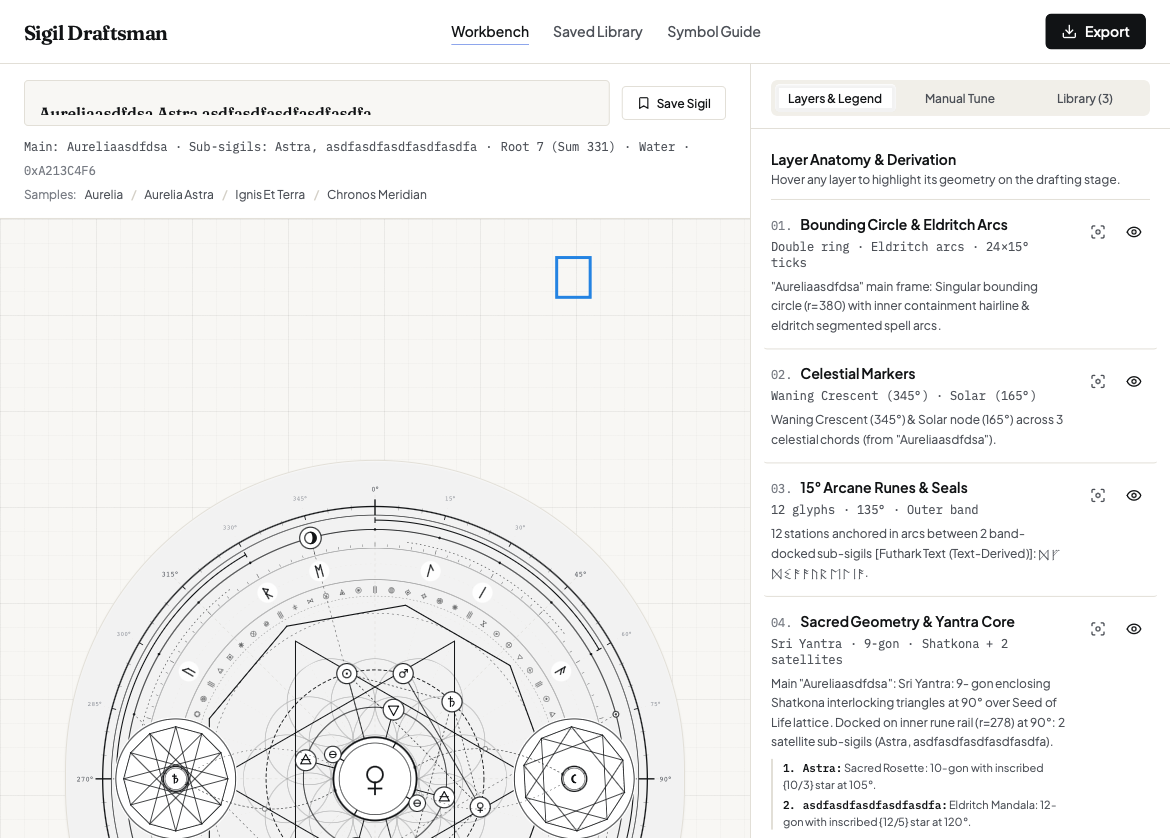 Sigil Draftsman
Workbench
Saved Library
Symbol Guide
Export
Aureliaasdfdsa Astra asdfasdfasdfasdfasdfa
Save Sigil
Main: Aureliaasdfdsa · Sub-sigils: Astra, asdfasdfasdfasdfasdfa · Root 7 (Sum 331) · Water ·
0xA213C4F6
Samples: Aurelia / Aurelia Astra / Ignis Et Terra / Chronos Meridian
Layers & Legend
Manual Tune
Library (3)
Layer Anatomy & Derivation
Hover any layer to highlight its geometry on the drafting stage.
01. Bounding Circle & Eldritch Arcs
Double ring · Eldritch arcs · 24×15°
ticks
"Aureliaasdfdsa" main frame: Singular bounding
circle (r=380) with inner containment hairline &
eldritch segmented spell arcs.
02. Celestial Markers
Waning Crescent (345°) · Solar (165°)
Waning Crescent (345°) & Solar node (165°) across 3
celestial chords (from "Aureliaasdfdsa").
03. 15° Arcane Runes & Seals
12 glyphs · 135° · Outer band
12 stations anchored in arcs between 2 band-
docked sub-sigils [Futhark Text (Text-Derived)]:
04. Sacred Geometry & Yantra Core
Sri Yantra · 9-gon · Shatkona + 2
satellites
Main "Aureliaasdfdsa": Sri Yantra: 9- gon enclosing
Shatkona interlocking triangles at 90° over Seed of
Life lattice. Docked on inner rune rail (r=278) at 90°: 2
satellite sub-sigils (Astra, asdfasdfasdfasdfasdfa).
1. Astra: Sacred Rosette: 10-gon with inscribed
{10/3} star at 105°.
2. asdfasdfasdfasdfasdfa: Eldritch Mandala: 12-
gon with inscribed {12/5} star at 120°.
0°
345°
15°
330°
30°
315°
45°
300°
60°
285°
75°
270°
90°